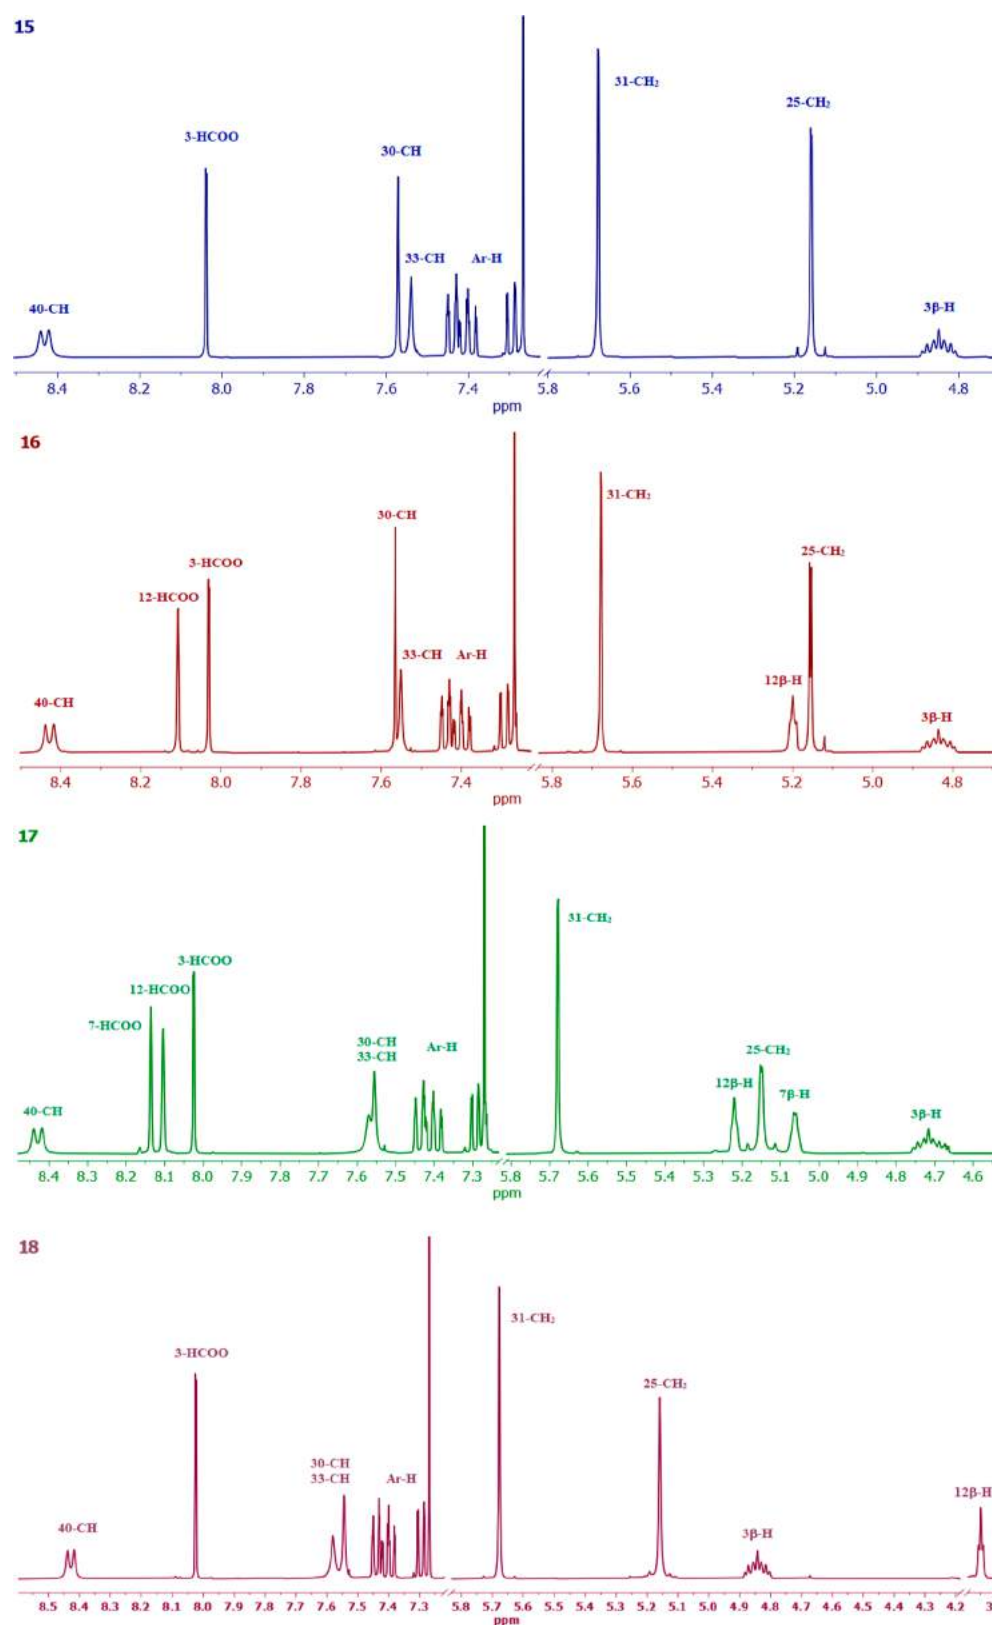 15
31-CH₂
25-CH₂
3-HCOO
30-CH
33-CH Ar-H
40-CH
3β-H
8.4 8.2 8.0 7.8 7.6 7.4 5.8 5.6 5.4 5.2 5.0 4.8
ppm
16
31-CH₂
30-CH
25-CH₂
3-HCOO
12-HCOO
33-CH Ar-H
12β-H
40-CH
3β-H
8.4 8.2 8.0 7.8 7.6 7.4 5.8 5.6 5.4 5.2 5.0 4.8
ppm
17
31-CH₂
3-HCOO
12-HCOO
7-HCOO
30-CH
33-CH
Ar-H
25-CH₂
12β-H
7β-H
40-CH
3β-H
8.4 8.3 8.2 8.1 8.0 7.9 7.8 7.7 7.6 7.5 7.4 7.3 5.8 5.7 5.6 5.5 5.4 5.3 5.2 5.1 5.0 4.9 4.8 4.7 4.6
ppm
18
31-CH₂
3-HCOO
25-CH₂
30-CH
33-CH
Ar-H
12β-H
40-CH
3β-H
8.5 8.4 8.3 8.2 8.1 8.0 7.9 7.8 7.7 7.6 7.5 7.4 7.3 5.8 5.7 5.6 5.5 5.4 5.3 5.2 5.1 5.0 4.9 4.8 4.7 4.6 4.5 4.4 4.3 4.2
ppm